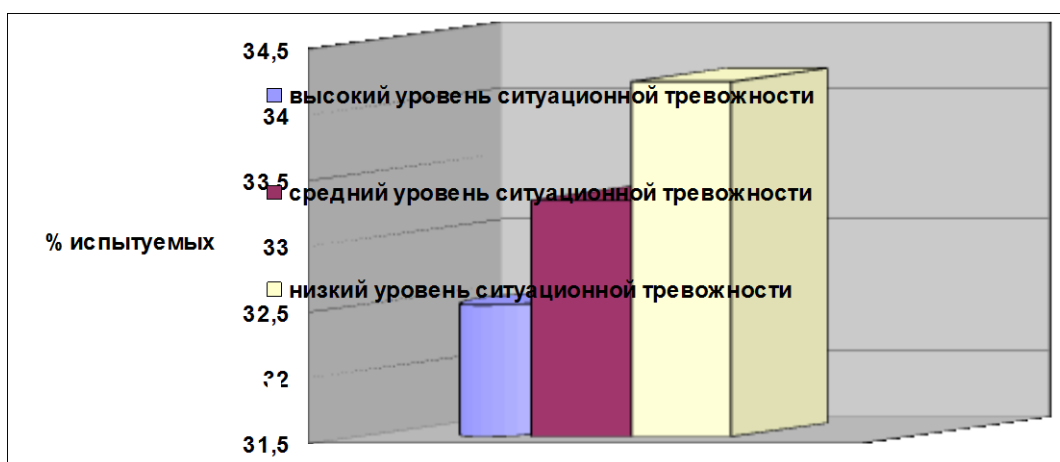 34,5
высокий уровень ситуационной тревожности
34
33,5
средний уровень ситуационной тревожности
% испытуемых
33
низкий уровень ситуационной тревожности
32,5
32
31,5